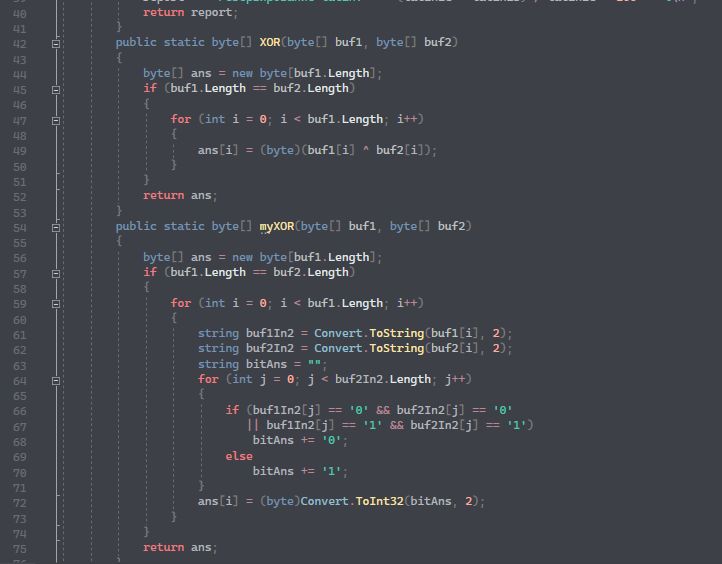 40 return report;
41 }
42 public static byte[] XOR(byte[] buf1, byte[] buf2)
43 {
44 byte[] ans = new byte[buf1.Length];
45 if (buf1.Length == buf2.Length)
46 {
47 for (int i = 0; i < buf1.Length; i++)
48 {
49 ans[i] = (byte)(buf1[i] ^ buf2[i]);
50 }
51 }
52 return ans;
53 }
54 public static byte[] myXOR(byte[] buf1, byte[] buf2)
55 {
56 byte[] ans = new byte[buf1.Length];
57 if (buf1.Length == buf2.Length)
58 {
59 for (int i = 0; i < buf1.Length; i++)
60 {
61 string buf1In2 = Convert.ToString(buf1[i], 2);
62 string buf2In2 = Convert.ToString(buf2[i], 2);
63 string bitAns = "";
64 for (int j = 0; j < buf2In2.Length; j++)
65 {
66 if (buf1In2[j] == '0' && buf2In2[j] == '0'
67 || buf1In2[j] == '1' && buf2In2[j] == '1')
68 bitAns += '0';
69 else
70 bitAns += '1';
71 }
72 ans[i] = (byte)Convert.ToInt32(bitAns, 2);
73 }
74 }
75 return ans;